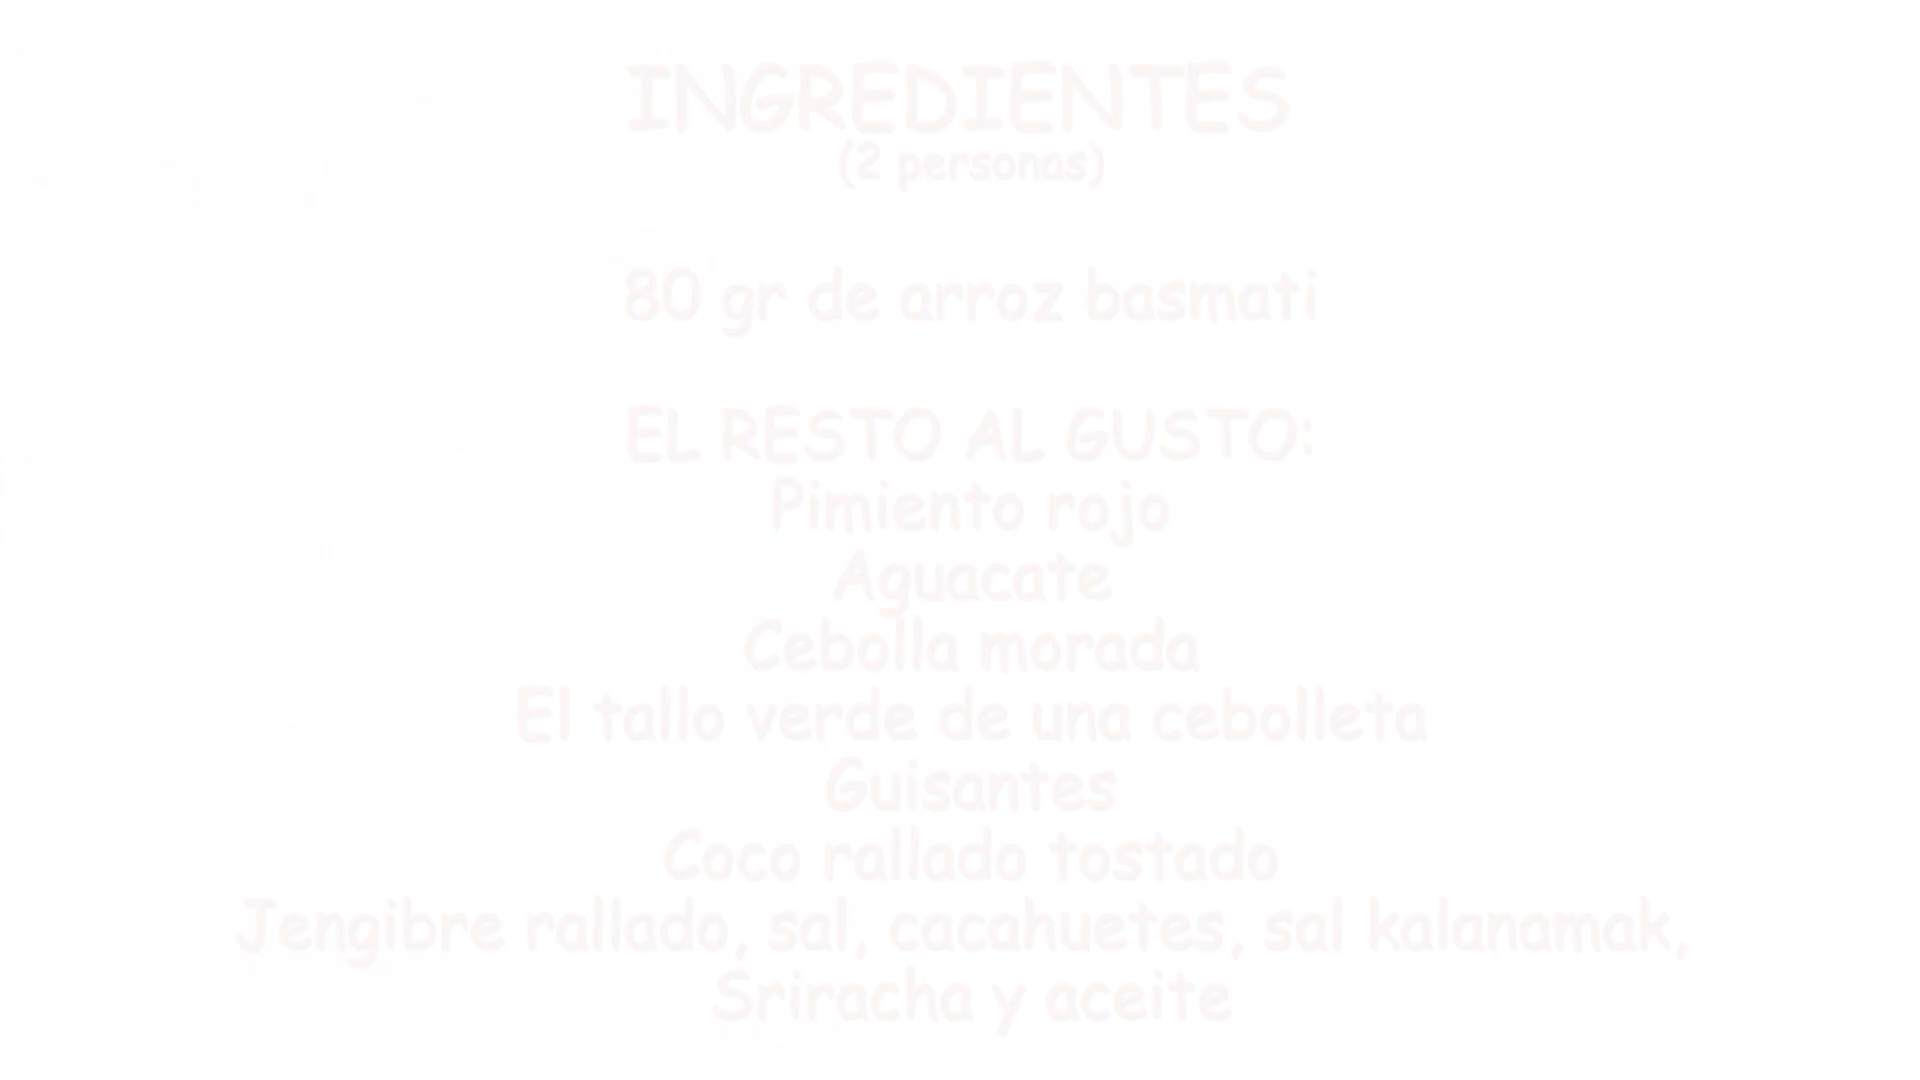 INGREDIENTES
(2 personas)
80 gr de arroz basmati
EL RESTO AL GUSTO:
Pimiento rojo
Aguacate
Cebolla morada
El tallo verde de una cebolleta
Guisantes
Coco rallado tostado
Jengibre rallado, sal, cacahuetes, sal kalanamak,
Sriracha y aceite